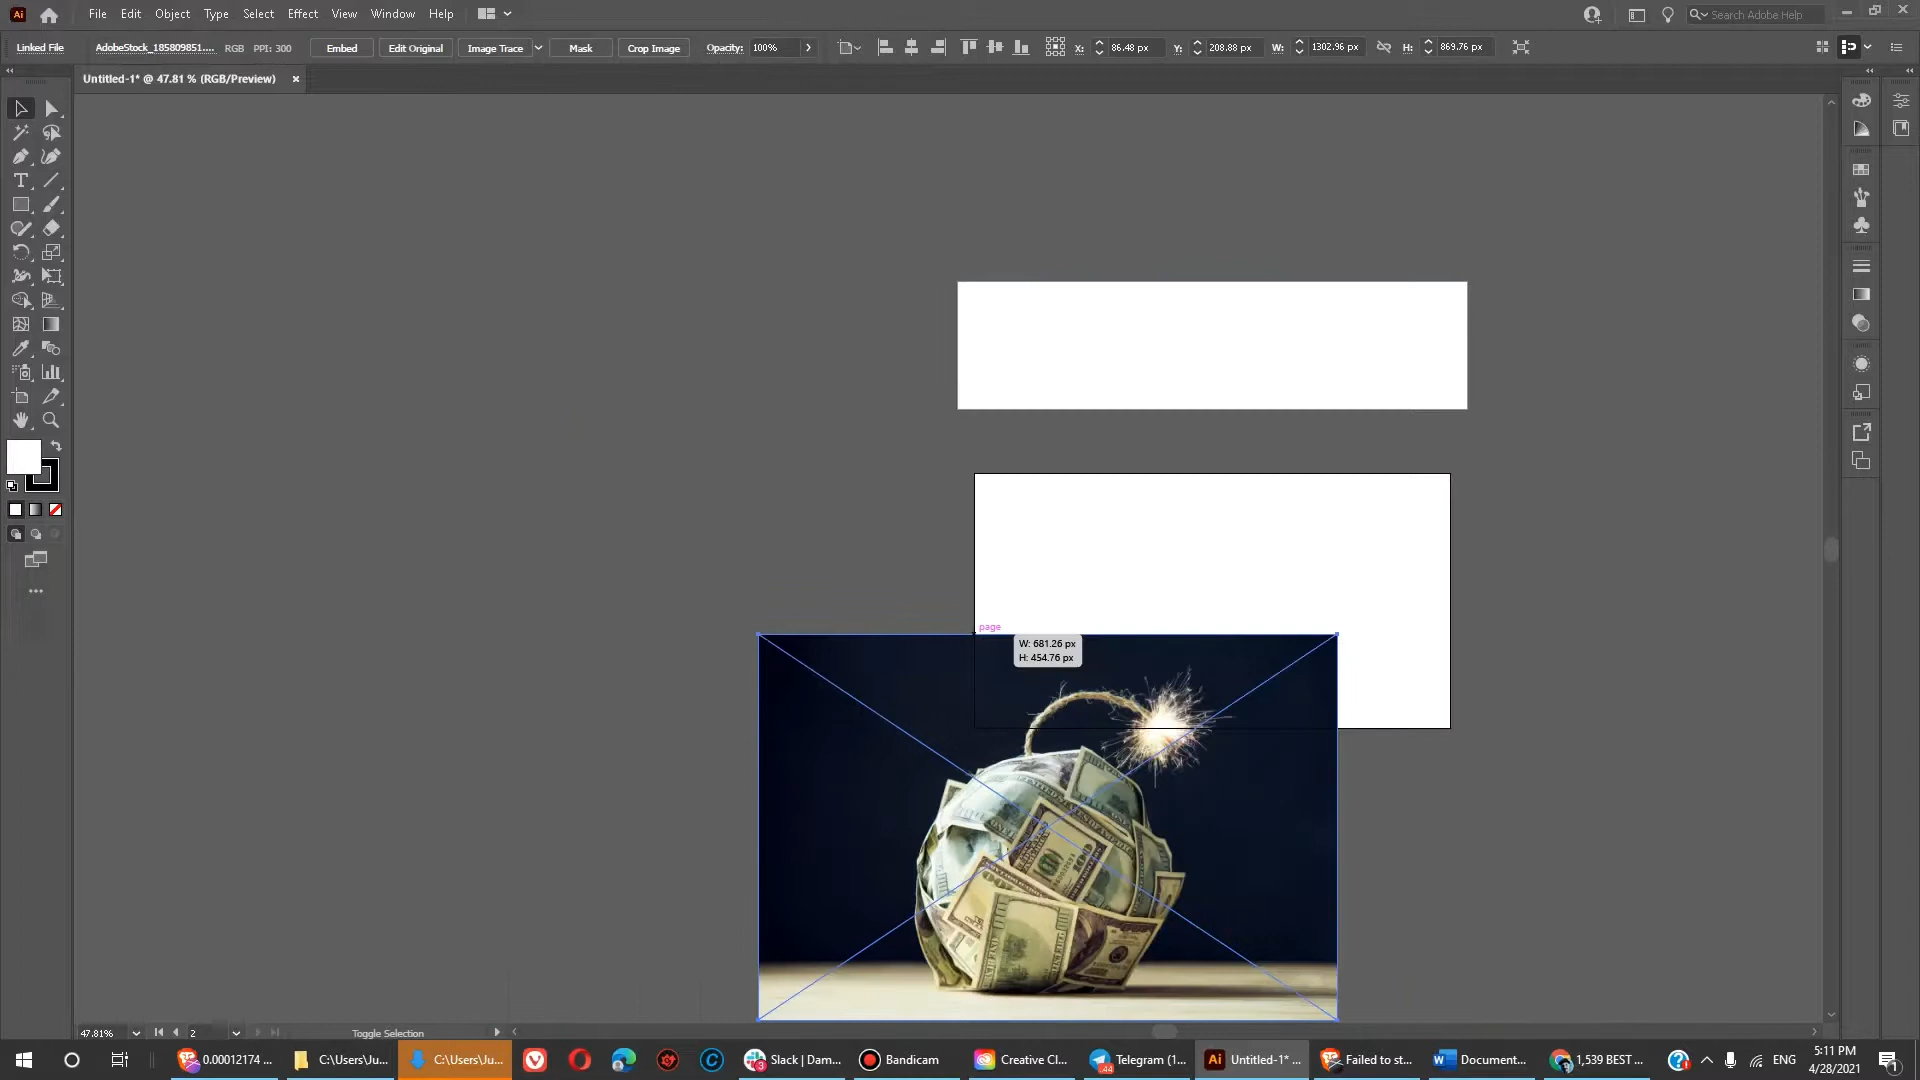 Ai File Edit Object Type Select Effect View Window Help Search Adobe Help
Linked File AdobeStock_185809851.... RGB PPI: 300 Embed Edit Original Image Trace Mask Crop Image Opacity: 100% X: 86.48 px Y: 208.88 px W: 1302.96 px H: 869.76 px
Untitled-1* @ 47.81 % (RGB/Preview) ×
page
W: 681.26 px
H: 454.76 px
47.81% 2 Toggle Selection
0.00012174 ... C:\Users/Ju... C:\Users/Ju... Slack | Dam... Bandicam Creative Cl... Telegram (1... Ai Untitled-1* ... Failed to st... Document... 1,539 BEST ... ENG
5:11 PM
4/28/2021